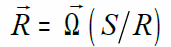 R⃗ = Ω⃗ ( S/R )